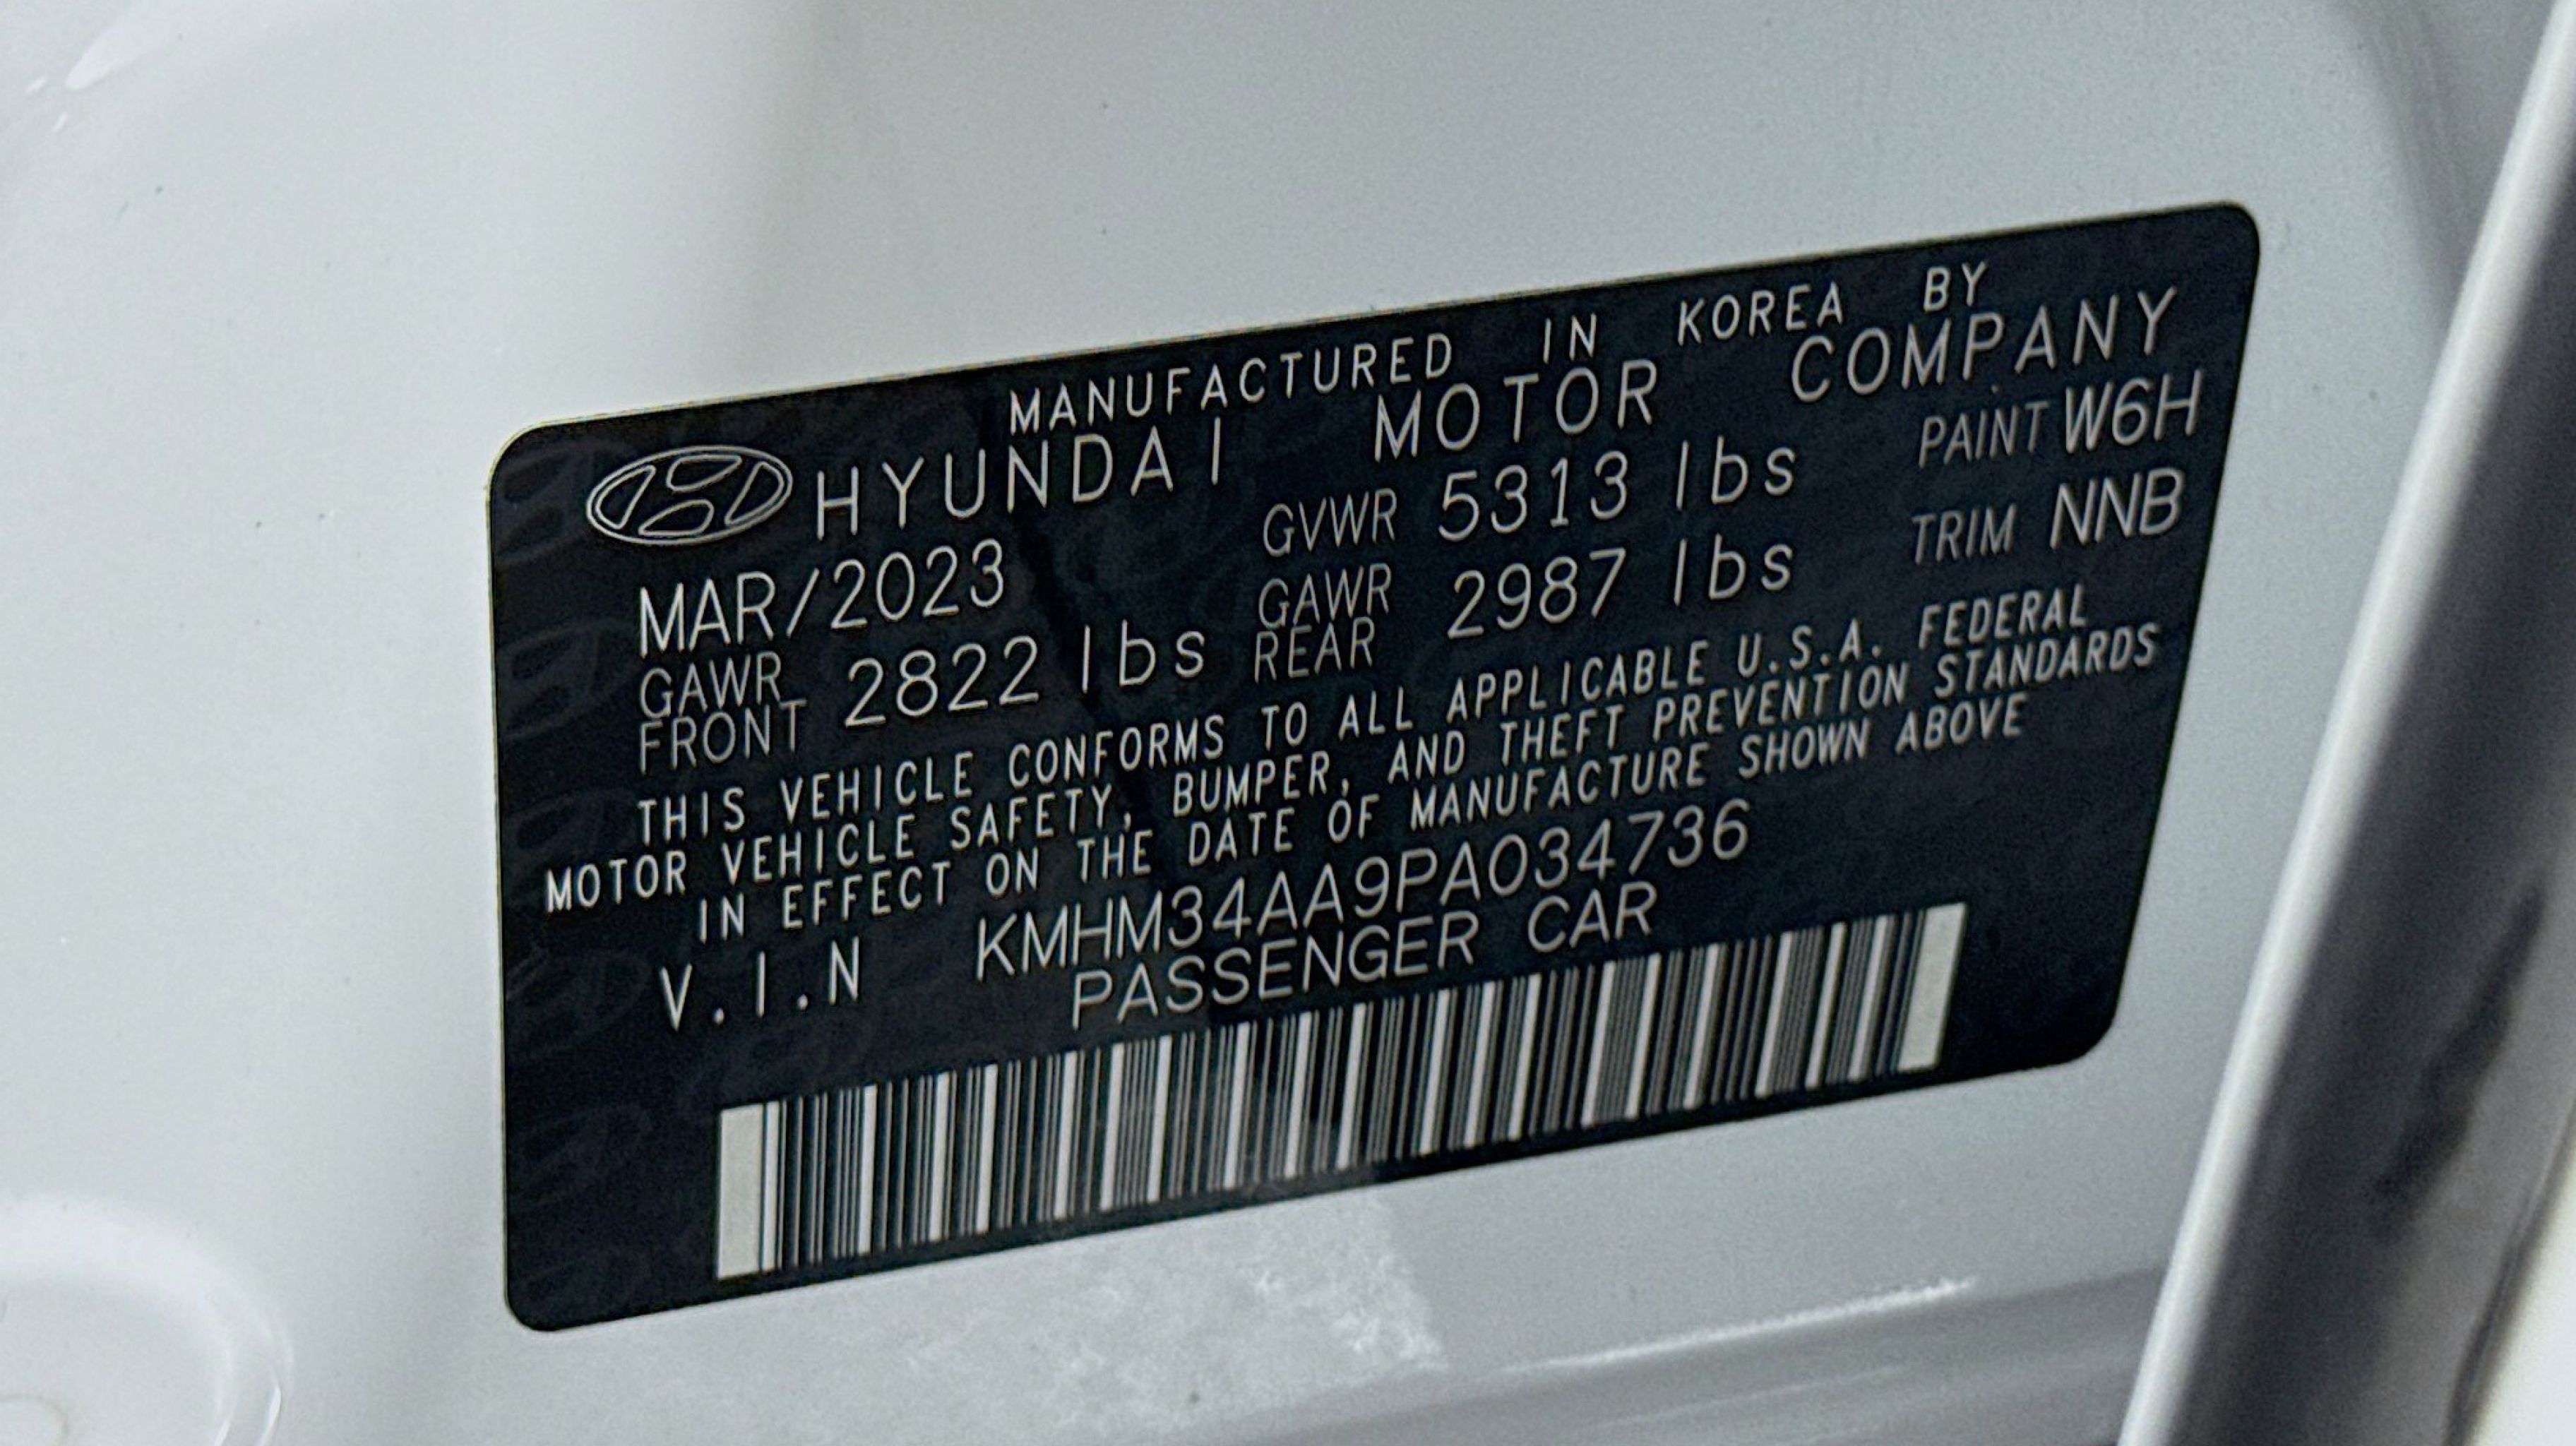 MANUFACTURED IN KOREA BY
HYUNDAI MOTOR COMPANY
MAR/2023 GVWR 5313 lbs PAINT W6H
GAWR FRONT 2822 lbs GAWR REAR 2987 lbs TRIM NNB
THIS VEHICLE CONFORMS TO ALL APPLICABLE U.S.A. FEDERAL
MOTOR VEHICLE SAFETY, BUMPER, AND THEFT PREVENTION STANDARDS
IN EFFECT ON THE DATE OF MANUFACTURE SHOWN ABOVE
V.I.N KMHM34AA9PA034736
PASSENGER CAR